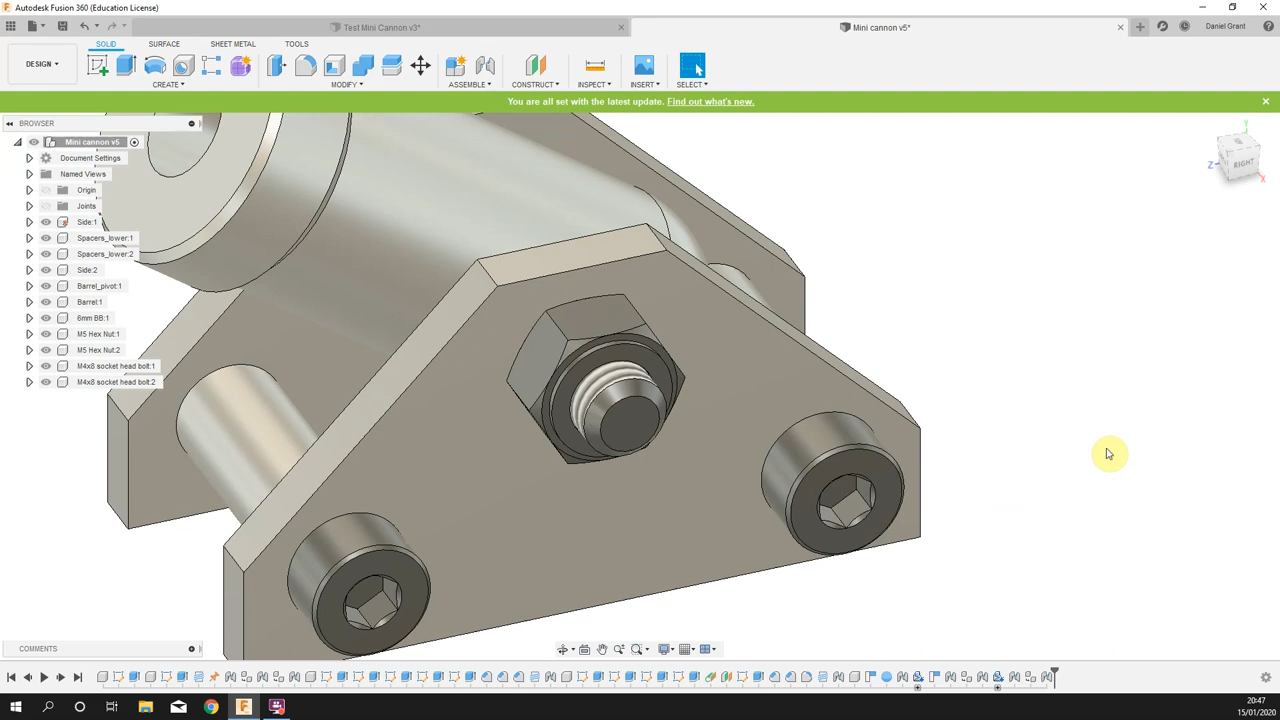 Autodesk Fusion 360 (Education License)
Test Mini Cannon v3*
Mini cannon v5*
Daniel Grant
SOLID SURFACE SHEET METAL TOOLS
DESIGN
CREATE MODIFY ASSEMBLE CONSTRUCT INSPECT INSERT SELECT
You are all set with the latest update. Find out what's new.
BROWSER
Mini cannon v5
Document Settings
Named Views
Origin
Joints
Side:1
Spacers_lower:1
Spacers_lower:2
Side:2
Barrel_pivot:1
Barrel:1
6mm BB:1
M5 Hex Nut:1
M5 Hex Nut:2
M4x8 socket head bolt:1
M4x8 socket head bolt:2
Y
Z
RIGHT
X
COMMENTS
20:47
15/01/2020